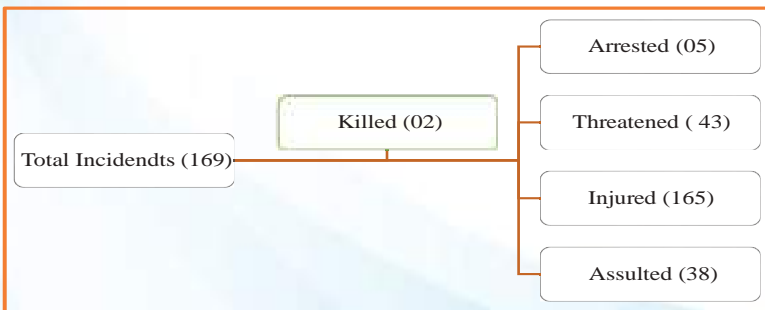 Total Incidendts (169)
Killed (02)
Arrested (05)
Threatened ( 43)
Injured (165)
Assulted (38)